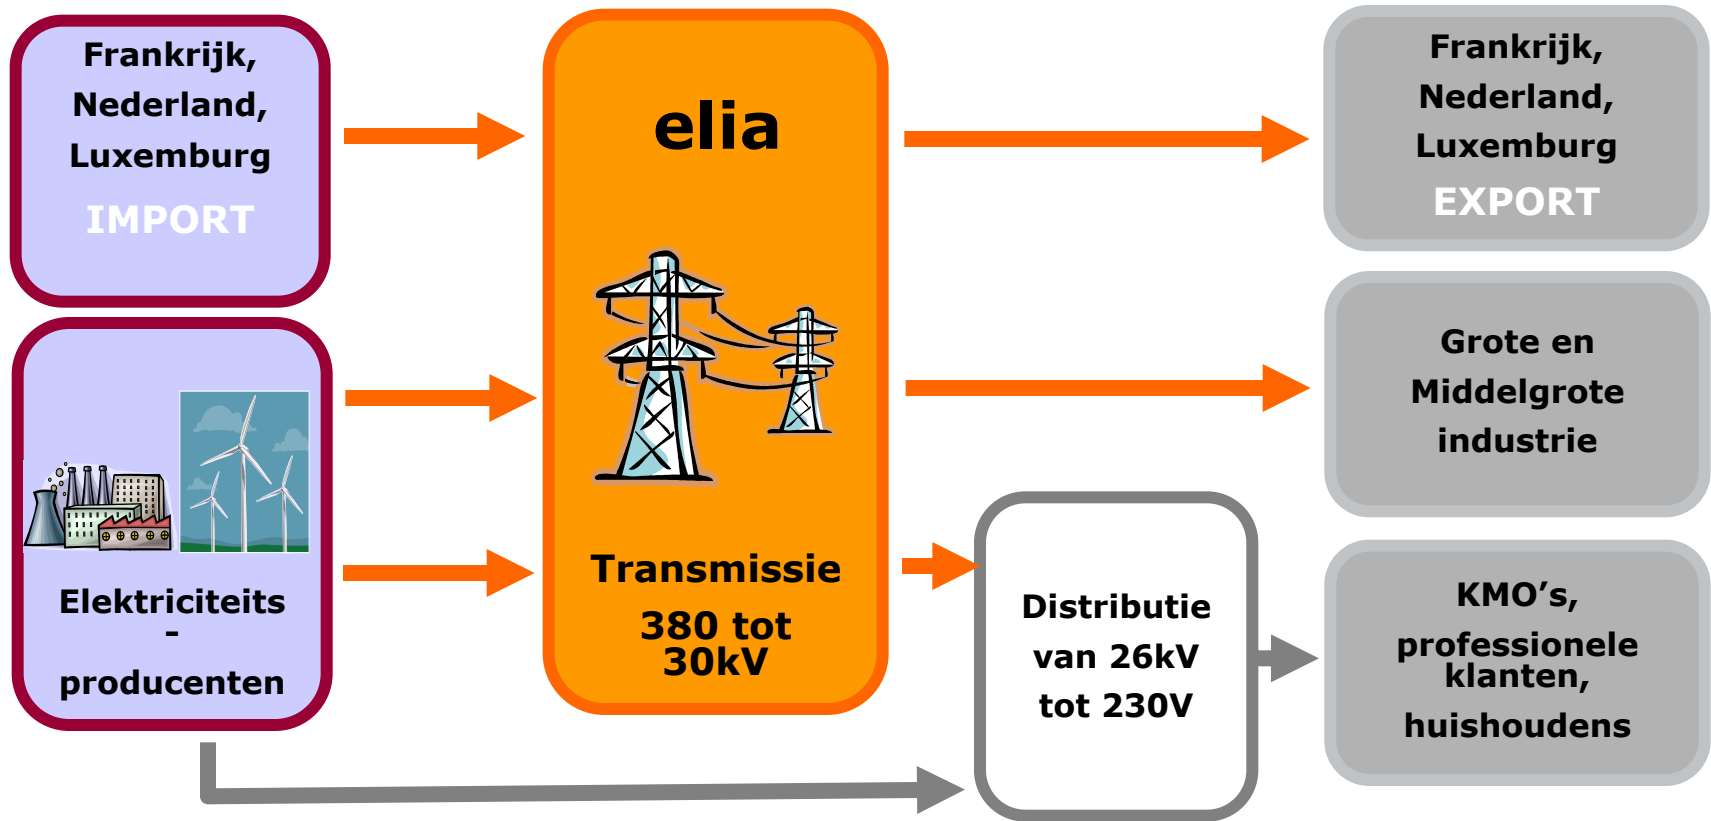 Frankrijk,
Nederland,
Luxemburg
IMPORT
Elektriciteits
-
producenten
elia
Transmissie
380 tot
30kV
Distributie
van 26kV
tot 230V
Frankrijk,
Nederland,
Luxemburg
EXPORT
Grote en
Middelgrote
industrie
KMO’s,
professionele
klanten,
huishoudens